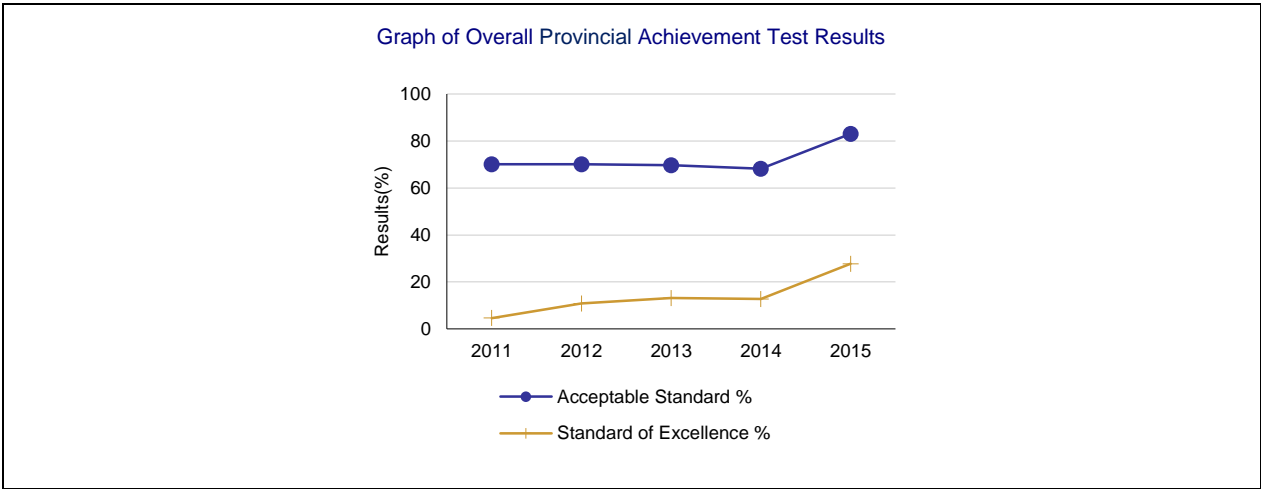 Graph of Overall Provincial Achievement Test Results
100
80
60
40
20
0
Results(%)
2011 2012 2013 2014 2015
Acceptable Standard %
Standard of Excellence %